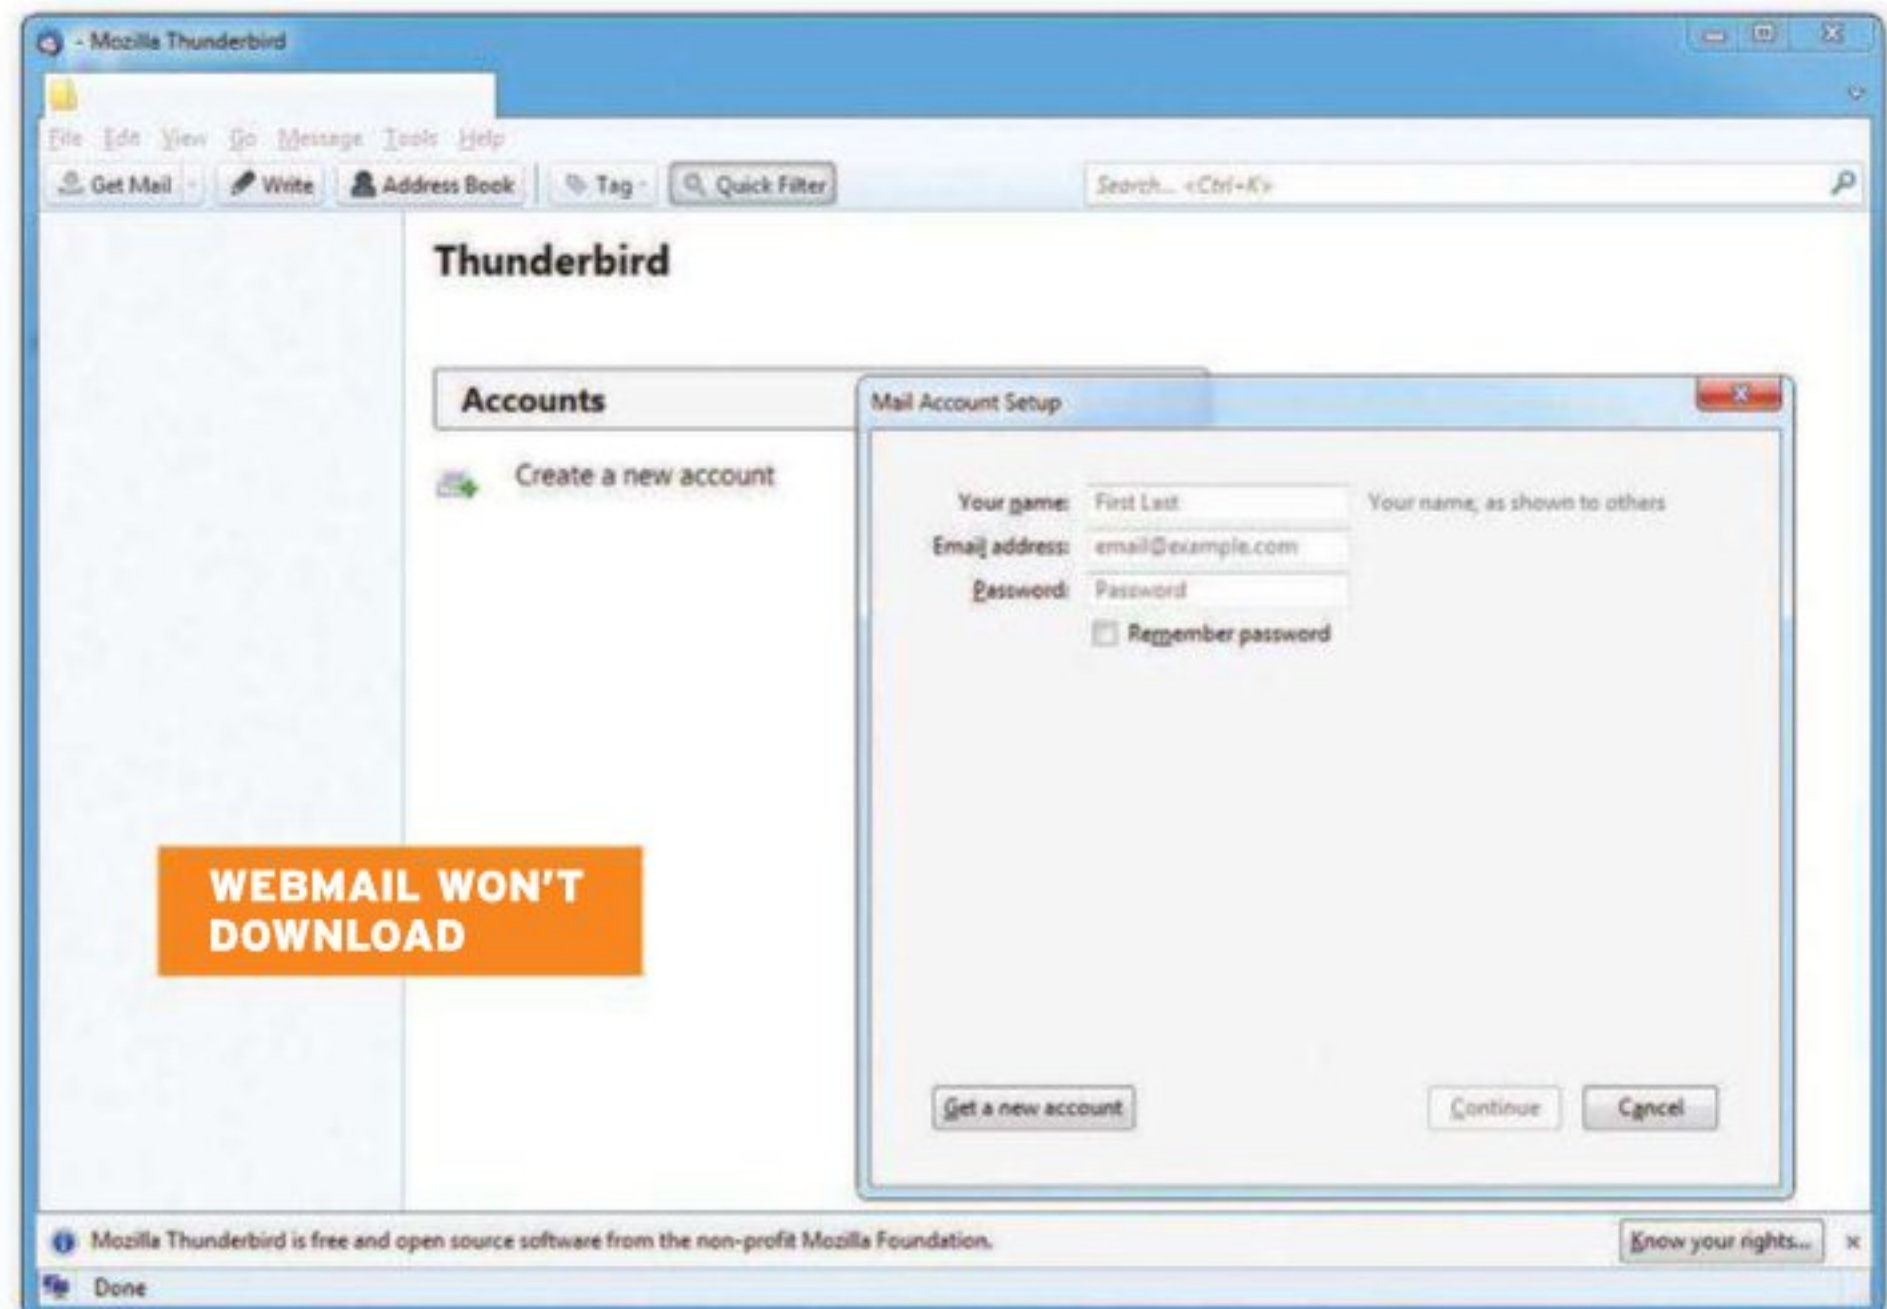 - Mozilla Thunderbird
File Edit View Go Message Tools Help
Get Mail Write Address Book Tag Quick Filter Search... <Ctrl+K>
Thunderbird
Accounts
Create a new account
Mail Account Setup
Your name: First Last Your name, as shown to others
Email address: email@example.com
Password: Password
Remember password
WEBMAIL WON'T
DOWNLOAD
Get a new account Continue Cancel
Mozilla Thunderbird is free and open source software from the non-profit Mozilla Foundation. Know your rights...
Done